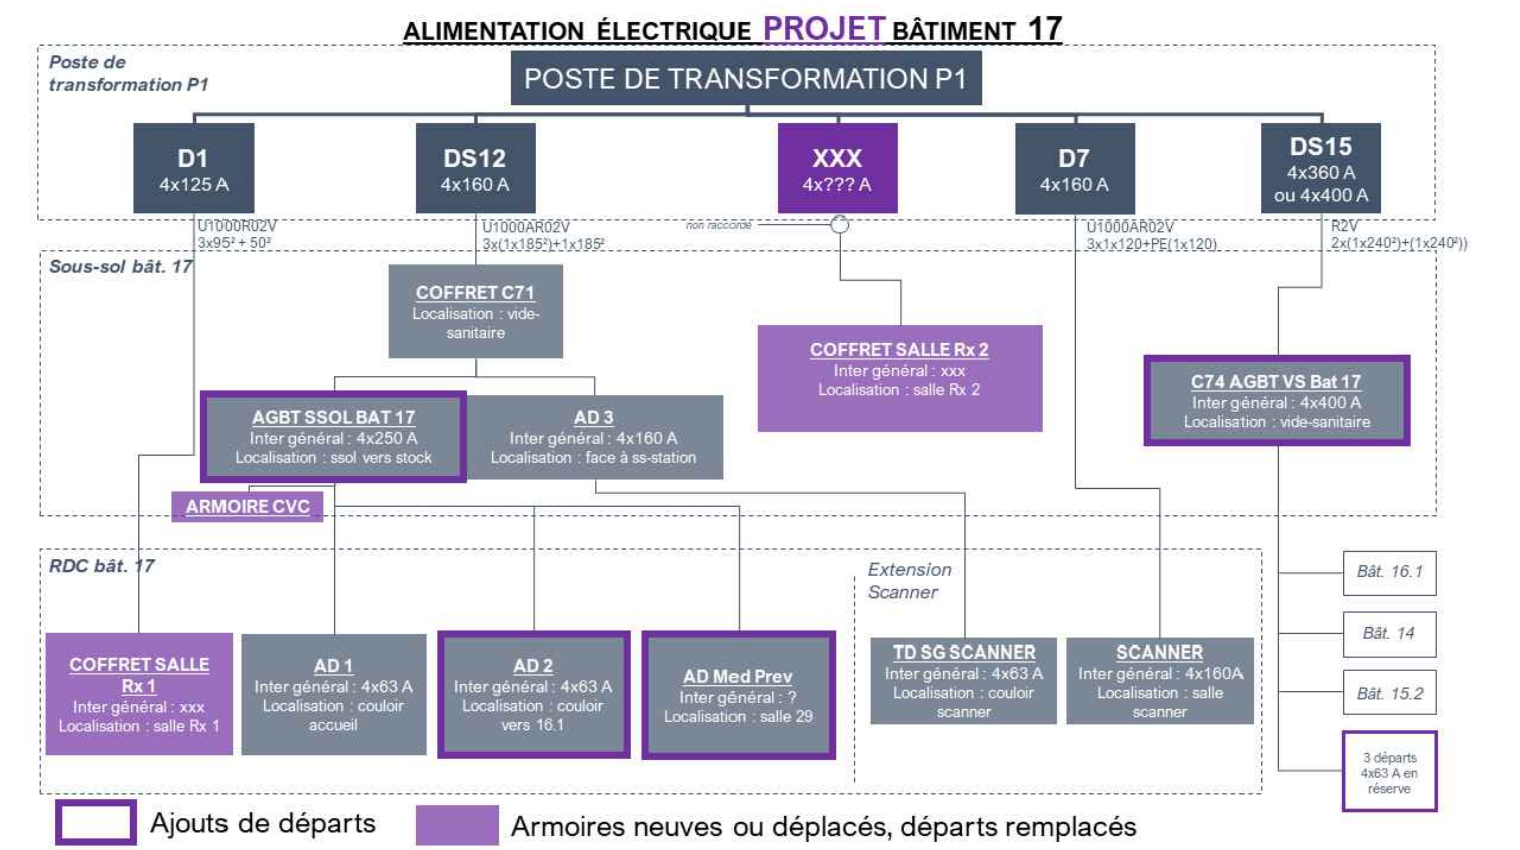 ALIMENTATION ÉLECTRIQUE PROJET BÂTIMENT 17
Poste de
transformation P1
POSTE DE TRANSFORMATION P1
D1
4x125 A
DS12
4x160 A
XXX
4x??? A
D7
4x160 A
DS15
4x360 A
ou 4x400 A
U1000R02V
3x95² + 50²
U1000AR02V
3x(1x185²)+1x185²
non raccordé
U1000AR02V
3x1x120+PE(1x120)
R2V
2x(1x240²)+(1x240²))
Sous-sol bât. 17
COFFRET C71
Localisation : vide-
sanitaire
COFFRET SALLE Rx 2
Inter général : xxx
Localisation : salle Rx 2
C74 AGBT VS Bat 17
Inter général : 4x400 A
Localisation : vide-sanitaire
AGBT SSOL BAT 17
Inter général : 4x250 A
Localisation : ssol vers stock
AD 3
Inter général : 4x160 A
Localisation : face à ss-station
ARMOIRE CVC
RDC bât. 17
Extension
Scanner
COFFRET SALLE
Rx 1
Inter général : xxx
Localisation : salle Rx 1
AD 1
Inter général : 4x63 A
Localisation : couloir
accueil
AD 2
Inter général : 4x63 A
Localisation : couloir
vers 16.1
AD Med Prev
Inter général : ?
Localisation : salle 29
TD SG SCANNER
Inter général : 4x63 A
Localisation : couloir
scanner
SCANNER
Inter général : 4x160A
Localisation : salle
scanner
Bât. 16.1
Bât. 14
Bât. 15.2
3 départs
4x63 A en
réserve
Ajouts de départs
Armoires neuves ou déplacés, départs remplacés